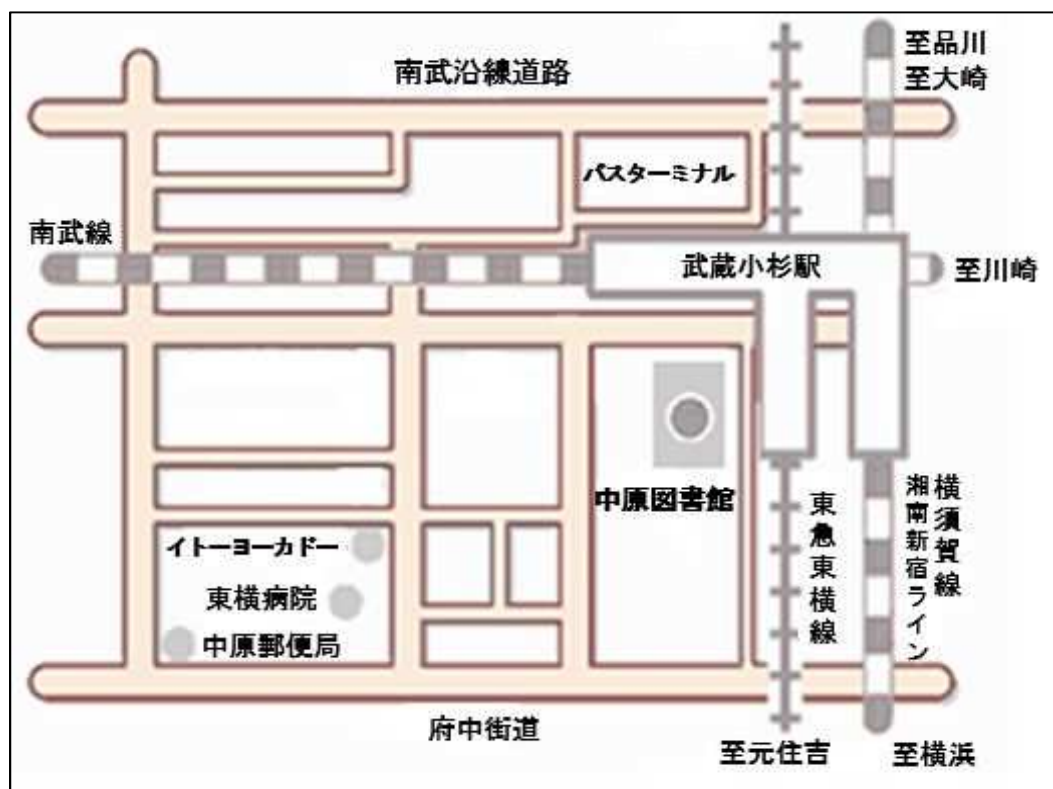 南武沿線道路
至品川
至大崎
バスターミナル
南武線
武蔵小杉駅
至川崎
中原図書館
イトーヨーカドー
東横病院
中原郵便局
東急東横線
湘南新宿ライン
横須賀線
府中街道
至元住吉
至横浜